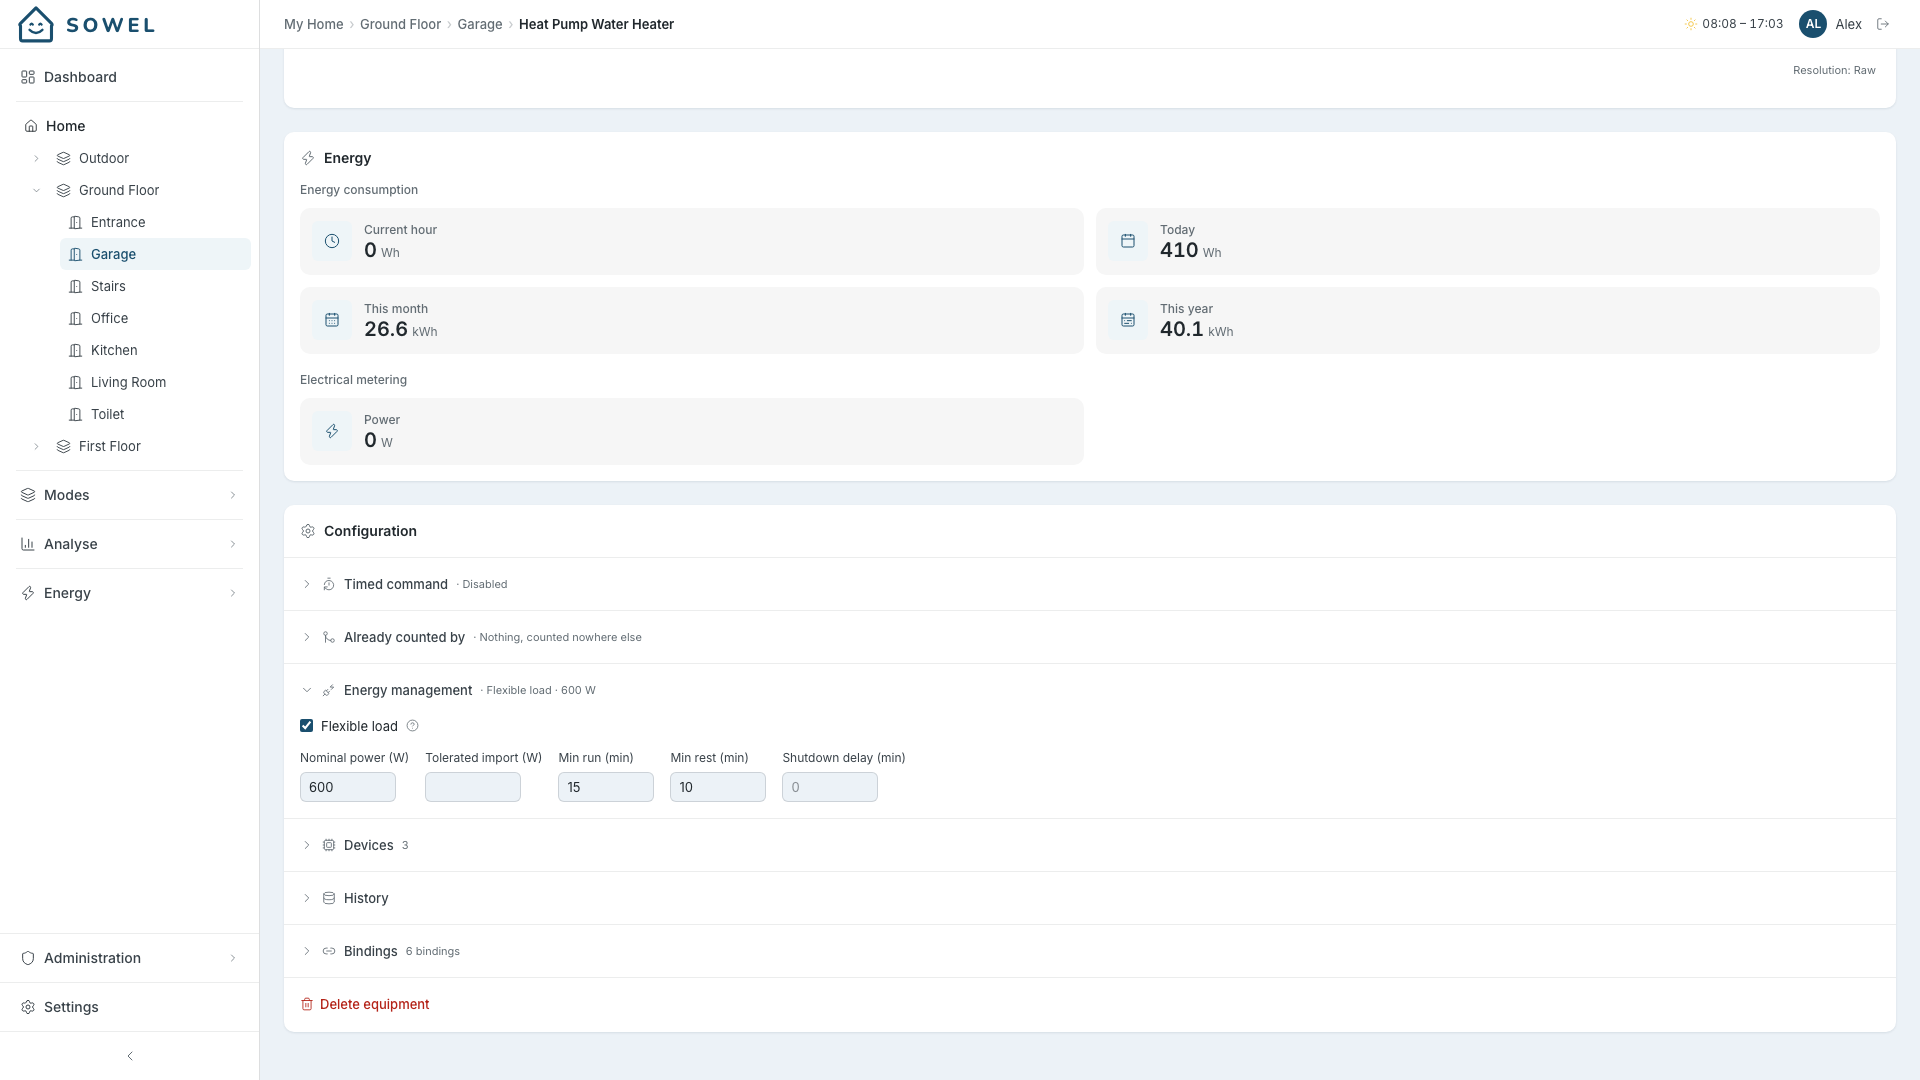 SOWEL
My Home › Ground Floor › Garage › Heat Pump Water Heater
08:08 – 17:03
AL
Alex
Dashboard
Home
Outdoor
Ground Floor
Entrance
Garage
Stairs
Office
Kitchen
Living Room
Toilet
First Floor
Modes
Analyse
Energy
Administration
Settings
Resolution: Raw
Energy
Energy consumption
Current hour
0 Wh
Today
410 Wh
This month
26.6 kWh
This year
40.1 kWh
Electrical metering
Power
0 W
Configuration
Timed command · Disabled
Already counted by · Nothing, counted nowhere else
Energy management · Flexible load · 600 W
Flexible load
Nominal power (W) Tolerated import (W) Min run (min) Min rest (min) Shutdown delay (min)
600 15 10 0
Devices 3
History
Bindings 6 bindings
Delete equipment